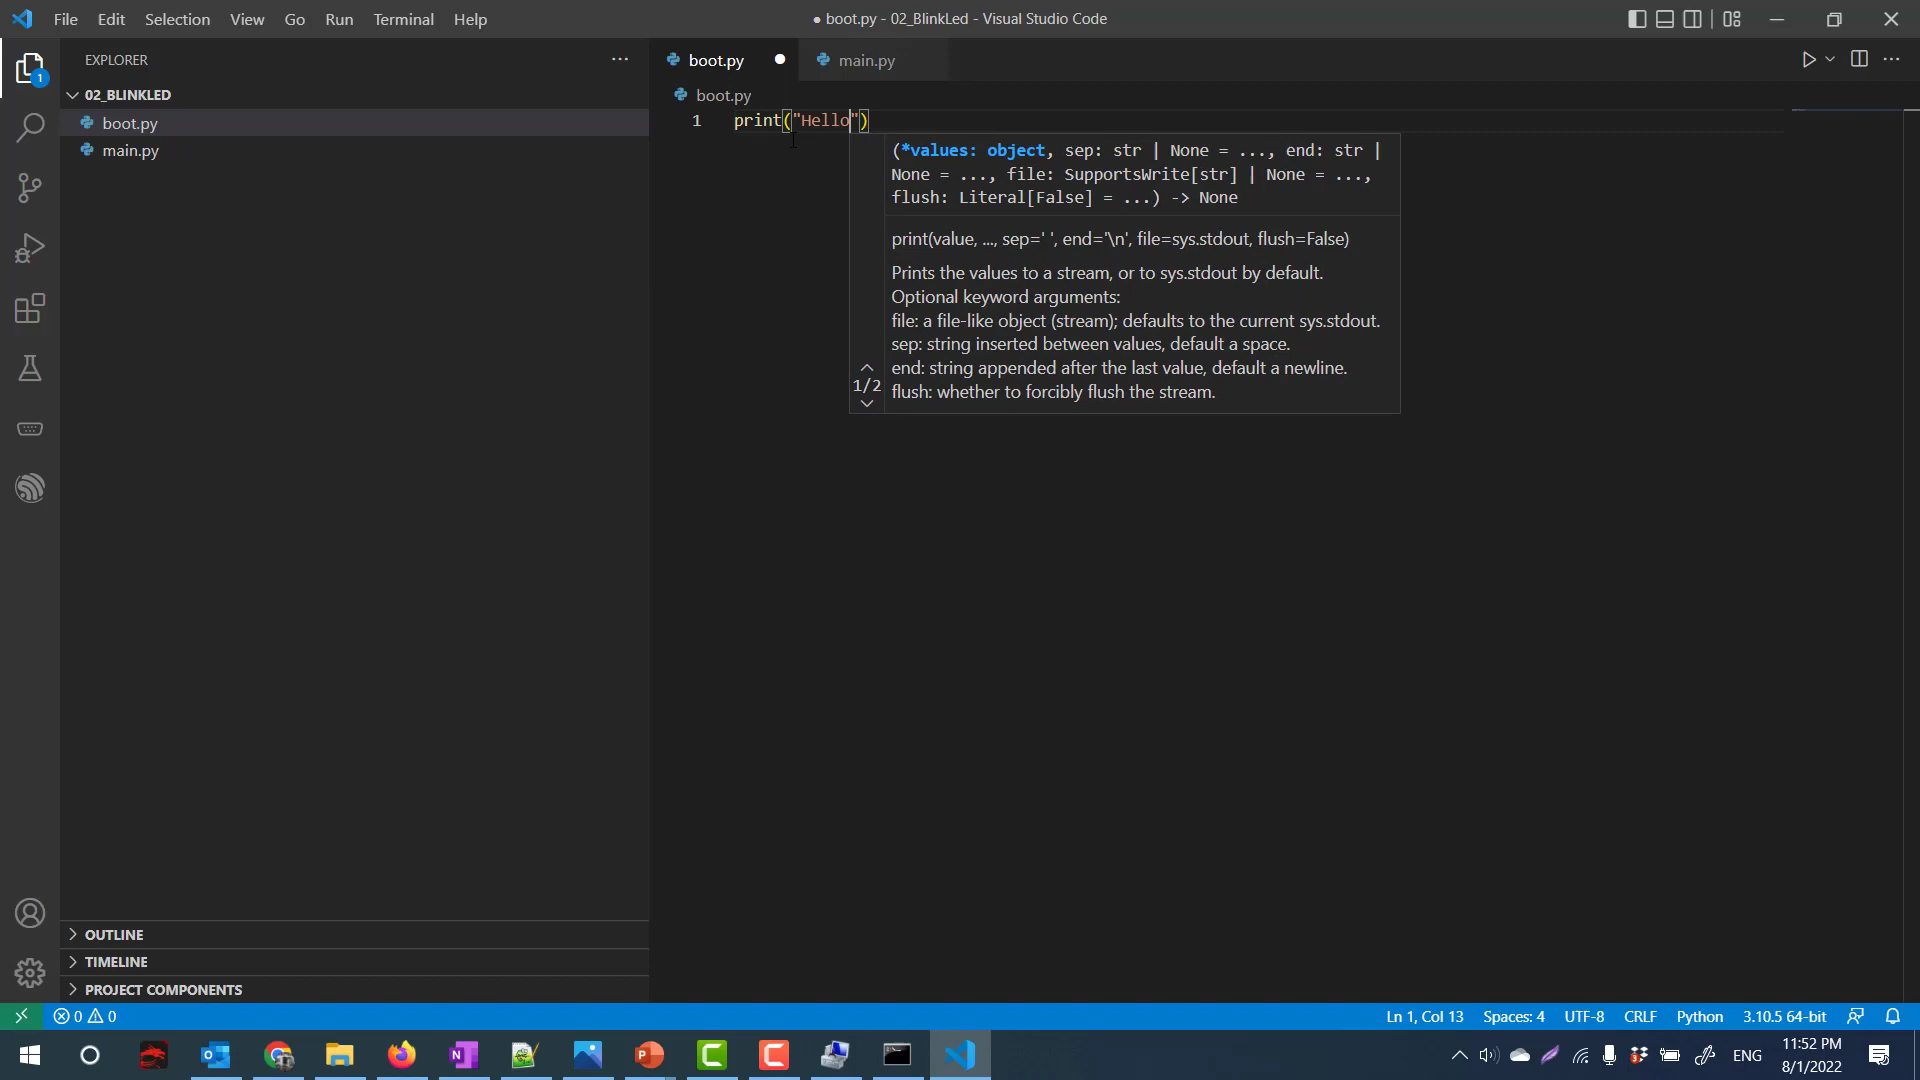 File Edit Selection View Go Run Terminal Help
● boot.py - 02_BlinkLed - Visual Studio Code
EXPLORER
02_BLINKLED
boot.py
main.py
boot.py
main.py
boot.py
1 print("Hello")
(*values: object, sep: str | None = ..., end: str |
None = ..., file: SupportsWrite[str] | None = ...,
flush: Literal[False] = ...) -> None
print(value, ..., sep=' ', end='\n', file=sys.stdout, flush=False)
Prints the values to a stream, or to sys.stdout by default.
Optional keyword arguments:
file: a file-like object (stream); defaults to the current sys.stdout.
sep: string inserted between values, default a space.
end: string appended after the last value, default a newline.
flush: whether to forcibly flush the stream.
1/2
1
OUTLINE
TIMELINE
PROJECT COMPONENTS
0 0
Ln 1, Col 13 Spaces: 4 UTF-8 CRLF Python 3.10.5 64-bit
ENG
11:52 PM
8/1/2022